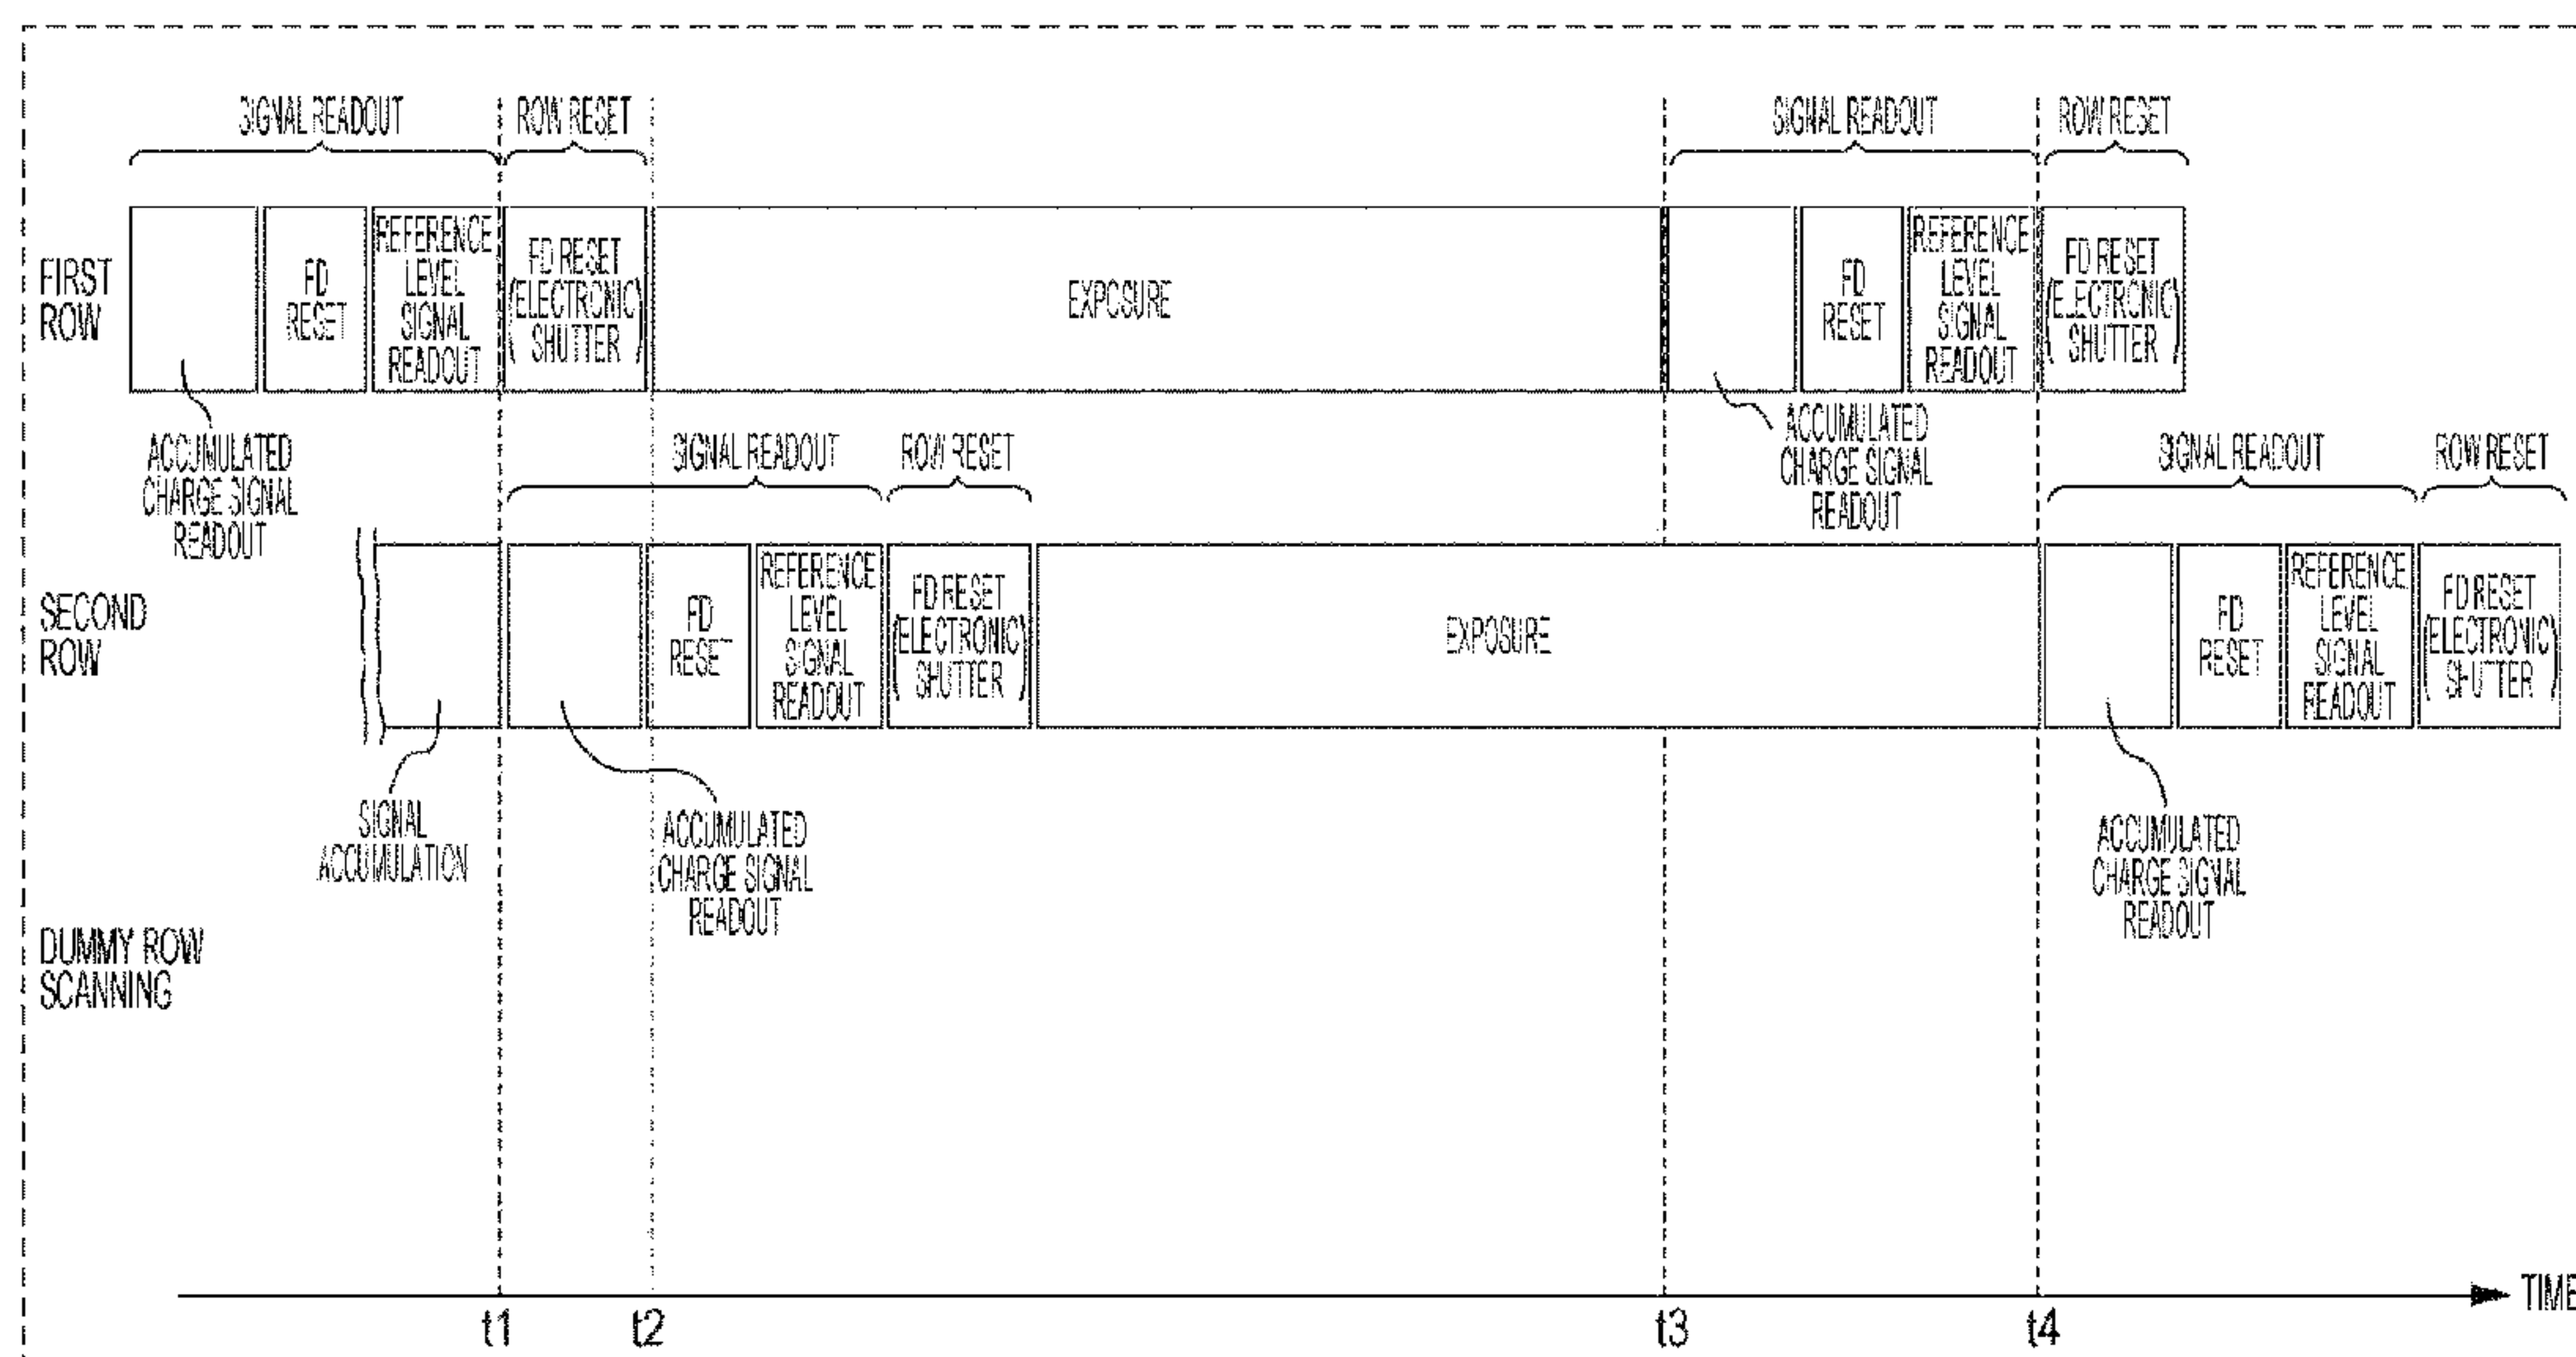 SIGNAL READOUT
ROW RESET
SIGNAL READOUT
ROW RESET
FIRST
ROW
FD
RESET
REFERENCE
LEVEL
SIGNAL
READOUT
FD RESET
(ELECTRONIC)
SHUTTER
EXPOSURE
FD
RESET
REFERENCE
LEVEL
SIGNAL
READOUT
FD RESET
(ELECTRONIC)
SHUTTER
ACCUMULATED
CHARGE SIGNAL
READOUT
SIGNAL READOUT
ROW RESET
ACCUMULATED
CHARGE SIGNAL
READOUT
SIGNAL READOUT
ROW RESET
SECOND
ROW
FD
RESET
REFERENCE
LEVEL
SIGNAL
READOUT
FD RESET
(ELECTRONIC)
SHUTTER
EXPOSURE
FD
RESET
REFERENCE
LEVEL
SIGNAL
READOUT
FD RESET
(ELECTRONIC)
SHUTTER
SIGNAL
ACCUMULATION
ACCUMULATED
CHARGE SIGNAL
READOUT
ACCUMULATED
CHARGE SIGNAL
READOUT
DUMMY ROW
SCANNING
TIME
t1
t2
t3
t4